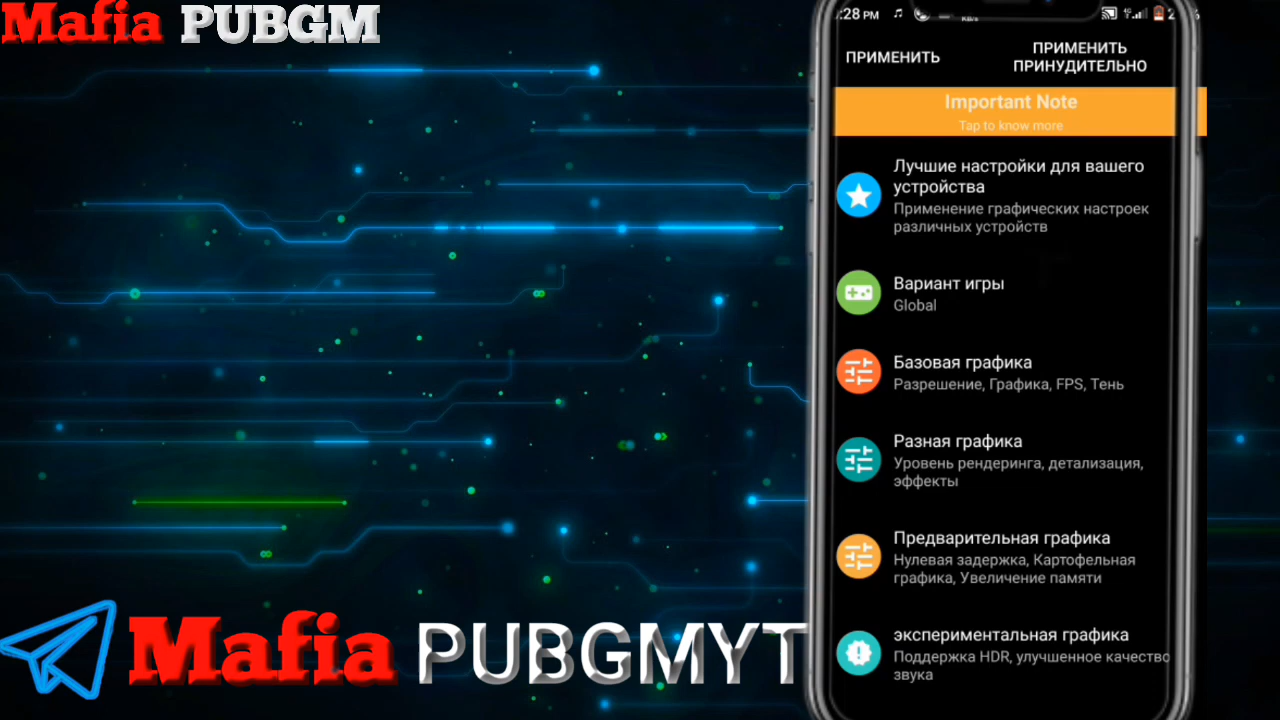 Mafia PUBGM
:28 PM
ПРИМЕНИТЬ
ПРИМЕНИТЬ
ПРИНУДИТЕЛЬНО
Important Note
Tap to know more
Лучшие настройки для вашего
устройства
Применение графических настроек
различных устройств
Вариант игры
Global
Базовая графика
Разрешение, Графика, FPS, Тень
Разная графика
Уровень рендеринга, детализация,
эффекты
Предварительная графика
Нулевая задержка, Картофельная
графика, Увеличение памяти
экспериментальная графика
Поддержка HDR, улучшенное качество
звука
Mafia PUBGMYT